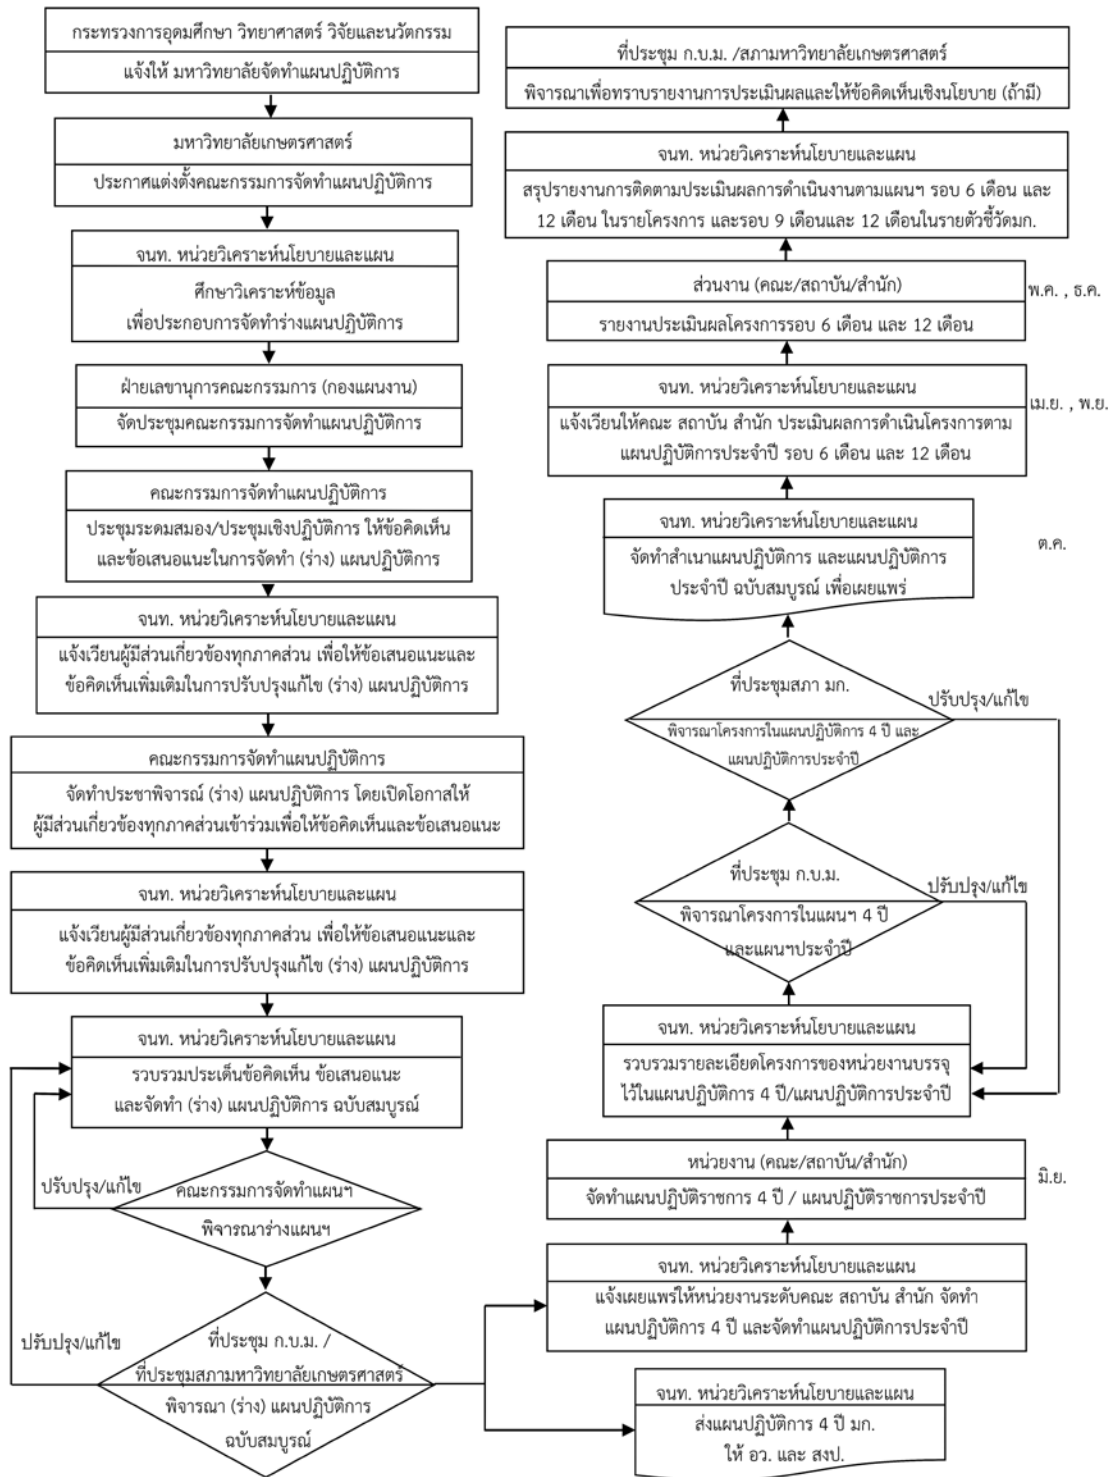 กระทรวงการอุดมศึกษา วิทยาศาสตร์ วิจัยและนวัตกรรม
แจ้งให้ มหาวิทยาลัยจัดทำแผนปฏิบัติการ
มหาวิทยาลัยเกษตรศาสตร์
ประกาศแต่งตั้งคณะกรรมการจัดทำแผนปฏิบัติการ
จนท. หน่วยวิเคราะห์นโยบายและแผน
ศึกษาวิเคราะห์ข้อมูล
เพื่อประกอบการจัดทำร่างแผนปฏิบัติการ
ฝ่ายเลขานุการคณะกรรมการ (กองแผนงาน)
จัดประชุมคณะกรรมการจัดทำแผนปฏิบัติการ
คณะกรรมการจัดทำแผนปฏิบัติการ
ประชุมระดมสมอง/ประชุมเชิงปฏิบัติการ ให้ข้อคิดเห็น
และข้อเสนอแนะในการจัดทำ (ร่าง) แผนปฏิบัติการ
จนท. หน่วยวิเคราะห์นโยบายและแผน
แจ้งเวียนผู้มีส่วนเกี่ยวข้องทุกภาคส่วน เพื่อให้ข้อเสนอแนะและ
ข้อคิดเห็นเพิ่มเติมในการปรับปรุงแก้ไข (ร่าง) แผนปฏิบัติการ
คณะกรรมการจัดทำแผนปฏิบัติการ
จัดทำประชาพิจารณ์ (ร่าง) แผนปฏิบัติการ โดยเปิดโอกาสให้
ผู้มีส่วนเกี่ยวข้องทุกภาคส่วนเข้าร่วมเพื่อให้ข้อคิดเห็นและข้อเสนอแนะ
จนท. หน่วยวิเคราะห์นโยบายและแผน
แจ้งเวียนผู้มีส่วนเกี่ยวข้องทุกภาคส่วน เพื่อให้ข้อเสนอแนะและ
ข้อคิดเห็นเพิ่มเติมในการปรับปรุงแก้ไข (ร่าง) แผนปฏิบัติการ
จนท. หน่วยวิเคราะห์นโยบายและแผน
รวบรวมประเด็นข้อคิดเห็น ข้อเสนอแนะ
และจัดทำ (ร่าง) แผนปฏิบัติการ ฉบับสมบูรณ์
ปรับปรุง/แก้ไข
คณะกรรมการจัดทำแผนฯ
พิจารณาร่างแผนฯ
ปรับปรุง/แก้ไข
ที่ประชุม ก.บ.ม. /
ที่ประชุมสภามหาวิทยาลัยเกษตรศาสตร์
พิจารณา (ร่าง) แผนปฏิบัติการ
ฉบับสมบูรณ์
ที่ประชุม ก.บ.ม. /สภามหาวิทยาลัยเกษตรศาสตร์
พิจารณาเพื่อทราบรายงานการประเมินผลและให้ข้อคิดเห็นเชิงนโยบาย (ถ้ามี)
จนท. หน่วยวิเคราะห์นโยบายและแผน
สรุปรายงานการติดตามประเมินผลการดำเนินงานตามแผนฯ รอบ 6 เดือน และ
12 เดือน ในรายโครงการ และรอบ 9 เดือนและ 12 เดือนในรายตัวชี้วัดมก.
ส่วนงาน (คณะ/สถาบัน/สำนัก)
พ.ค. , ธ.ค.
รายงานประเมินผลโครงการรอบ 6 เดือน และ 12 เดือน
จนท. หน่วยวิเคราะห์นโยบายและแผน
เม.ย. , พ.ย.
แจ้งเวียนให้คณะ สถาบัน สำนัก ประเมินผลการดำเนินโครงการตาม
แผนปฏิบัติการประจำปี รอบ 6 เดือน และ 12 เดือน
จนท. หน่วยวิเคราะห์นโยบายและแผน
ต.ค.
จัดทำสำเนาแผนปฏิบัติการ และแผนปฏิบัติการ
ประจำปี ฉบับสมบูรณ์ เพื่อเผยแพร่
ที่ประชุมสภา มก.
ปรับปรุง/แก้ไข
พิจารณาโครงการในแผนปฏิบัติการ 4 ปี และ
แผนปฏิบัติการประจำปี
ที่ประชุม ก.บ.ม.
ปรับปรุง/แก้ไข
พิจารณาโครงการในแผนฯ 4 ปี
และแผนฯประจำปี
จนท. หน่วยวิเคราะห์นโยบายและแผน
รวบรวมรายละเอียดโครงการของหน่วยงานบรรจุ
ไว้ในแผนปฏิบัติการ 4 ปี/แผนปฏิบัติการประจำปี
หน่วยงาน (คณะ/สถาบัน/สำนัก)
มิ.ย.
จัดทำแผนปฏิบัติราชการ 4 ปี / แผนปฏิบัติราชการประจำปี
จนท. หน่วยวิเคราะห์นโยบายและแผน
แจ้งเผยแพร่ให้หน่วยงานระดับคณะ สถาบัน สำนัก จัดทำ
แผนปฏิบัติการ 4 ปี และจัดทำแผนปฏิบัติการประจำปี
จนท. หน่วยวิเคราะห์นโยบายและแผน
ส่งแผนปฏิบัติการ 4 ปี มก.
ให้ อว. และ สงป.